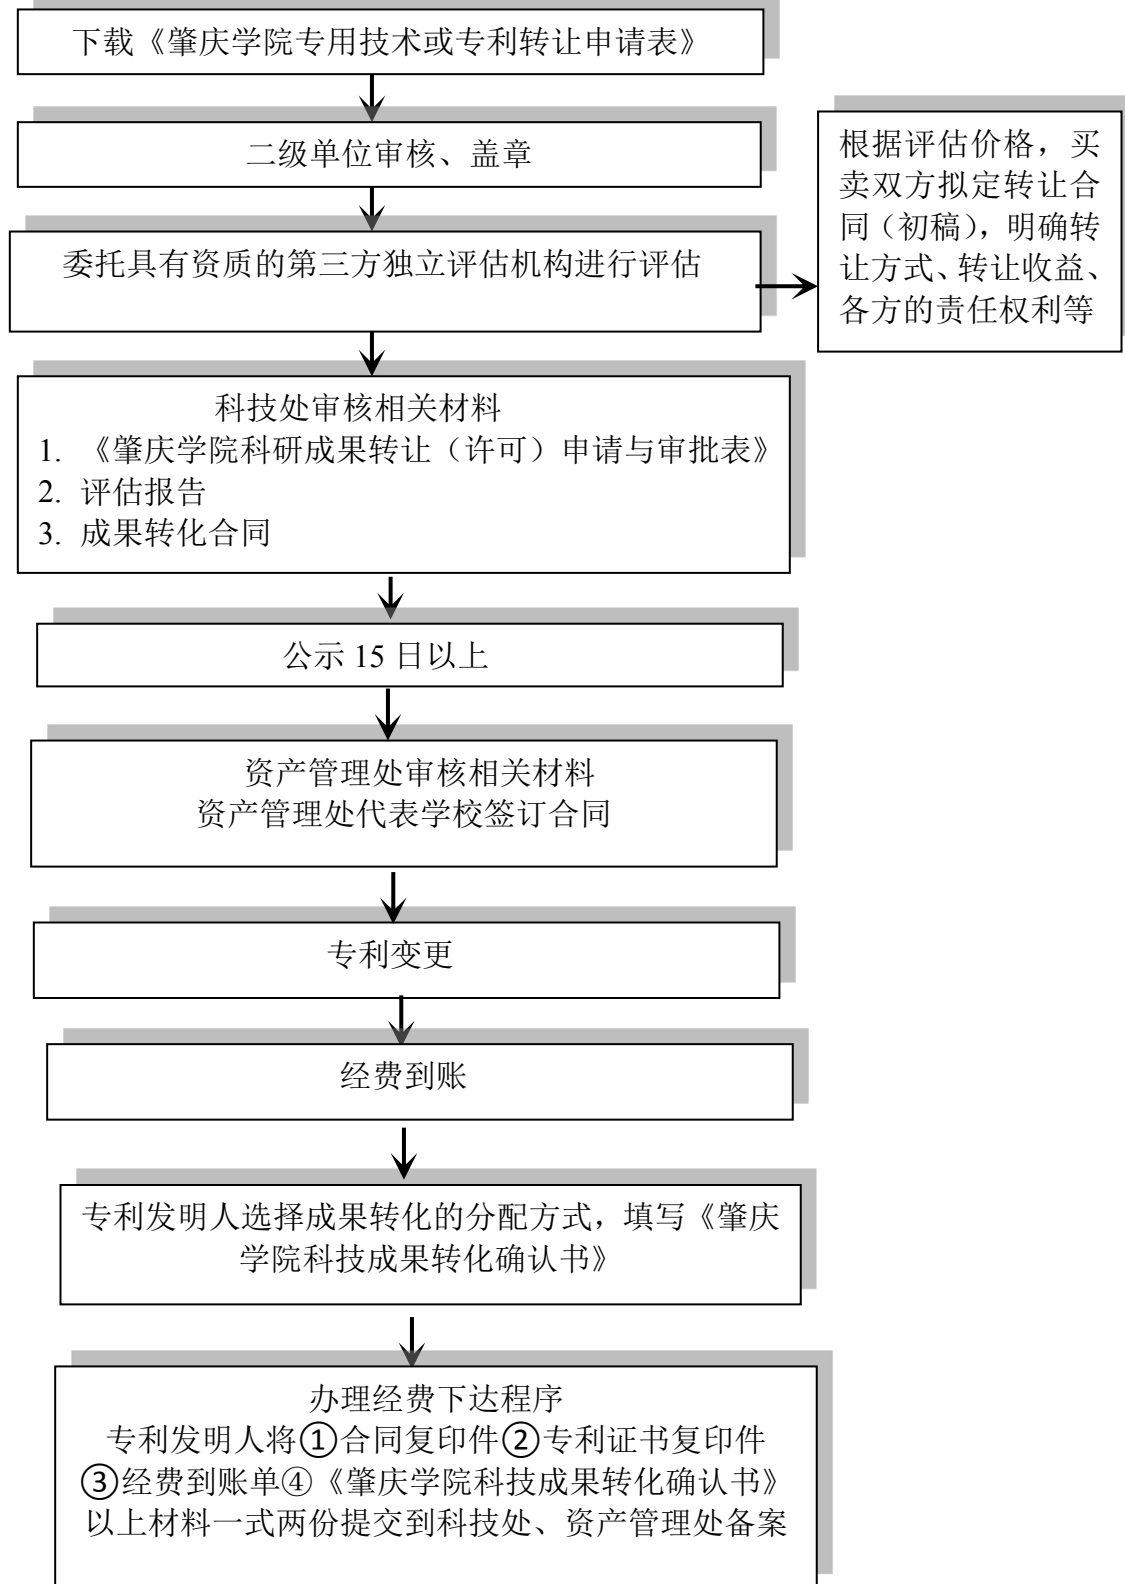 下载《肇庆学院专用技术或专利转让申请表》
二级单位审核、盖章
委托具有资质的第三方独立评估机构进行评估
根据评估价格，买
卖双方拟定转让合
同（初稿），明确转
让方式、转让收益、
各方的责任权利等
科技处审核相关材料
1. 《肇庆学院科研成果转让（许可）申请与审批表》
2. 评估报告
3. 成果转化合同
公示 15 日以上
资产管理处审核相关材料
资产管理处代表学校签订合同
专利变更
经费到账
专利发明人选择成果转化的分配方式，填写《肇庆
学院科技成果转化确认书》
办理经费下达程序
专利发明人将①合同复印件②专利证书复印件
③经费到账单④《肇庆学院科技成果转化确认书》
以上材料一式两份提交到科技处、资产管理处备案